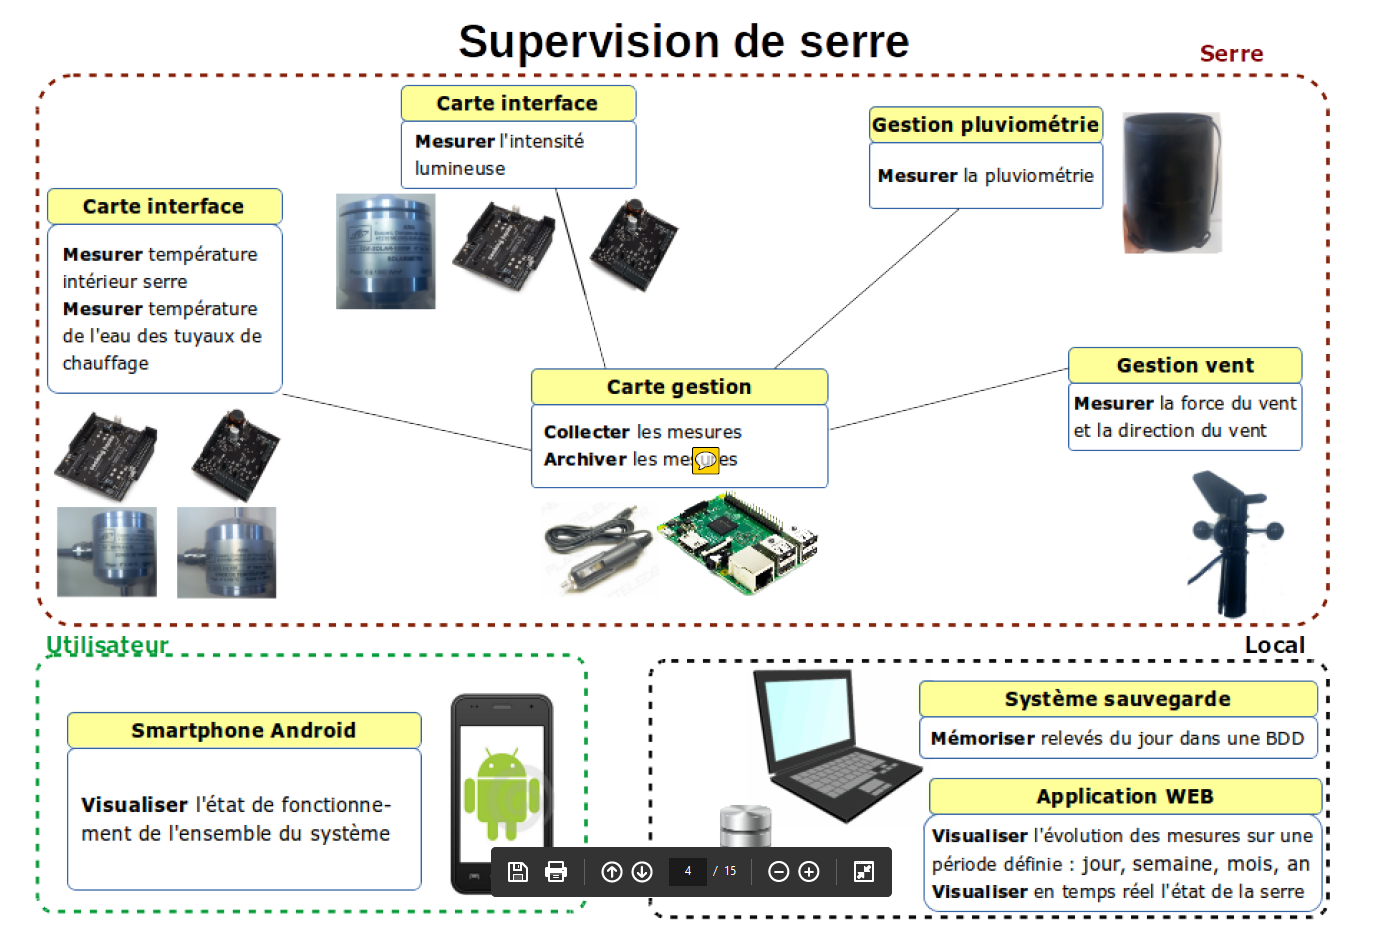 Supervision de serre
Serre
Carte interface
Mesurer l'intensité
lumineuse
Gestion pluviométrie
Mesurer la pluviométrie
Carte interface
Mesurer température
intérieur serre
Mesurer température
de l'eau des tuyaux de
chauffage
Carte gestion
Collecter les mesures
Archiver les mesures
Gestion vent
Mesurer la force du vent
et la direction du vent
Utilisateur
Smartphone Android
Visualiser l'état de fonctionne-
ment de l'ensemble du système
Local
Système sauvegarde
Mémoriser relevés du jour dans une BDD
Application WEB
Visualiser l'évolution des mesures sur une
période définie : jour, semaine, mois, an
Visualiser en temps réel l'état de la serre
4 / 15